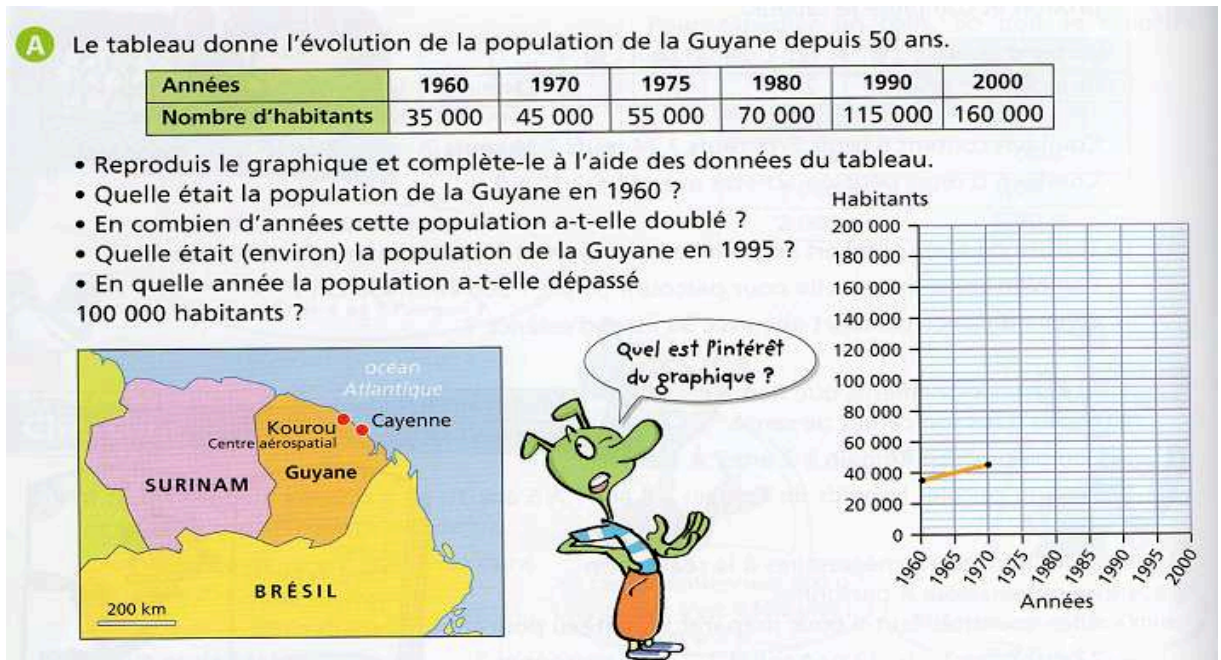 A Le tableau donne l'évolution de la population de la Guyane depuis 50 ans.
Années 1960 1970 1975 1980 1990 2000
Nombre d'habitants 35 000 45 000 55 000 70 000 115 000 160 000
• Reproduis le graphique et complète-le à l'aide des données du tableau.
• Quelle était la population de la Guyane en 1960 ?
• En combien d'années cette population a-t-elle doublé ?
• Quelle était (environ) la population de la Guyane en 1995 ?
• En quelle année la population a-t-elle dépassé
100 000 habitants ?
océan
Atlantique
Kourou
Cayenne
Centre aérospatial
Guyane
SURINAM
BRÉSIL
200 km
Quel est l'intérêt
du graphique ?
Habitants
200 000
180 000
160 000
140 000
120 000
100 000
80 000
60 000
40 000
20 000
0
1960 1965 1970 1975 1980 1985 1990 1995 2000
Années